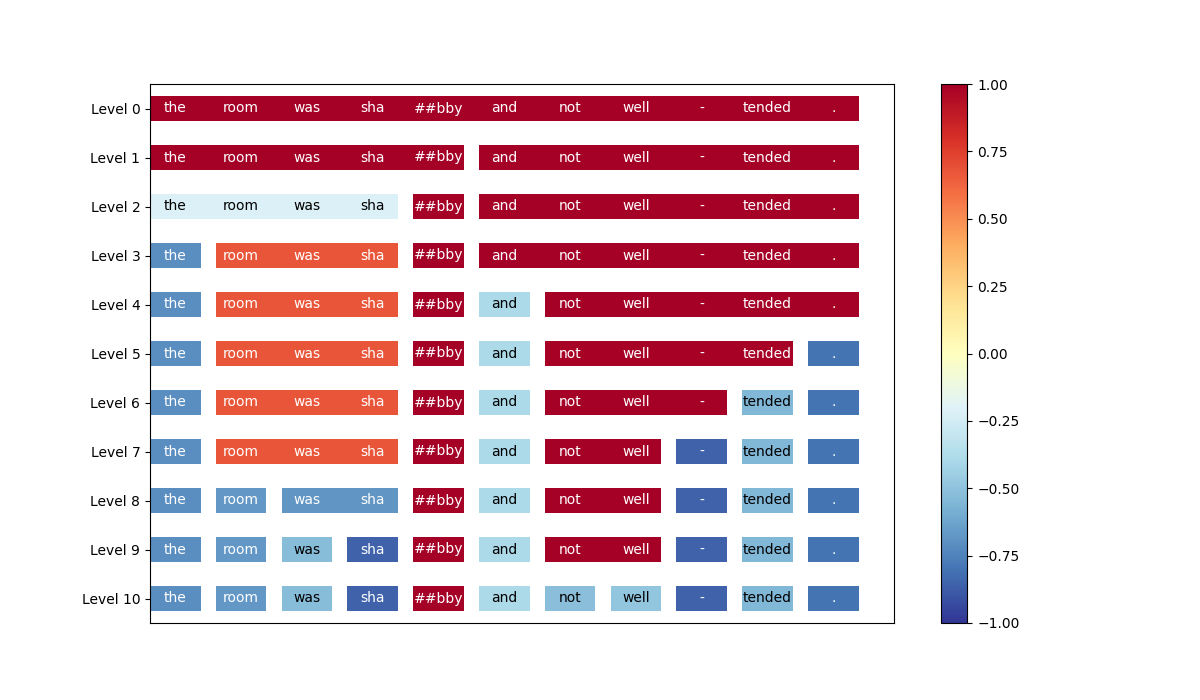 Level 0 the room was sha ##bby and not well - tended .
Level 1 the room was sha ##bby and not well - tended .
Level 2 the room was sha ##bby and not well - tended .
Level 3 the room was sha ##bby and not well - tended .
Level 4 the room was sha ##bby and not well - tended .
Level 5 the room was sha ##bby and not well - tended .
Level 6 the room was sha ##bby and not well - tended .
Level 7 the room was sha ##bby and not well - tended .
Level 8 the room was sha ##bby and not well - tended .
Level 9 the room was sha ##bby and not well - tended .
Level 10 the room was sha ##bby and not well - tended .
1.00
0.75
0.50
0.25
0.00
−0.25
−0.50
−0.75
−1.00